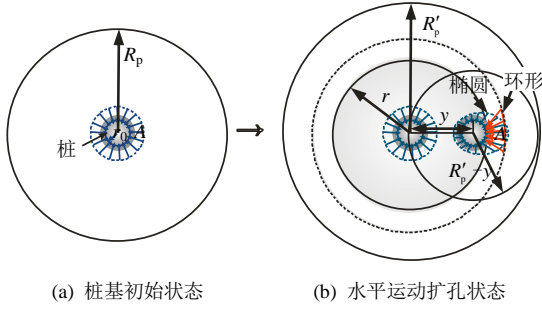 R_p
r_0 A
桩
R'_p
椭圆
环形
r
y
R'_p-y
(a) 桩基初始状态
(b) 水平运动扩孔状态